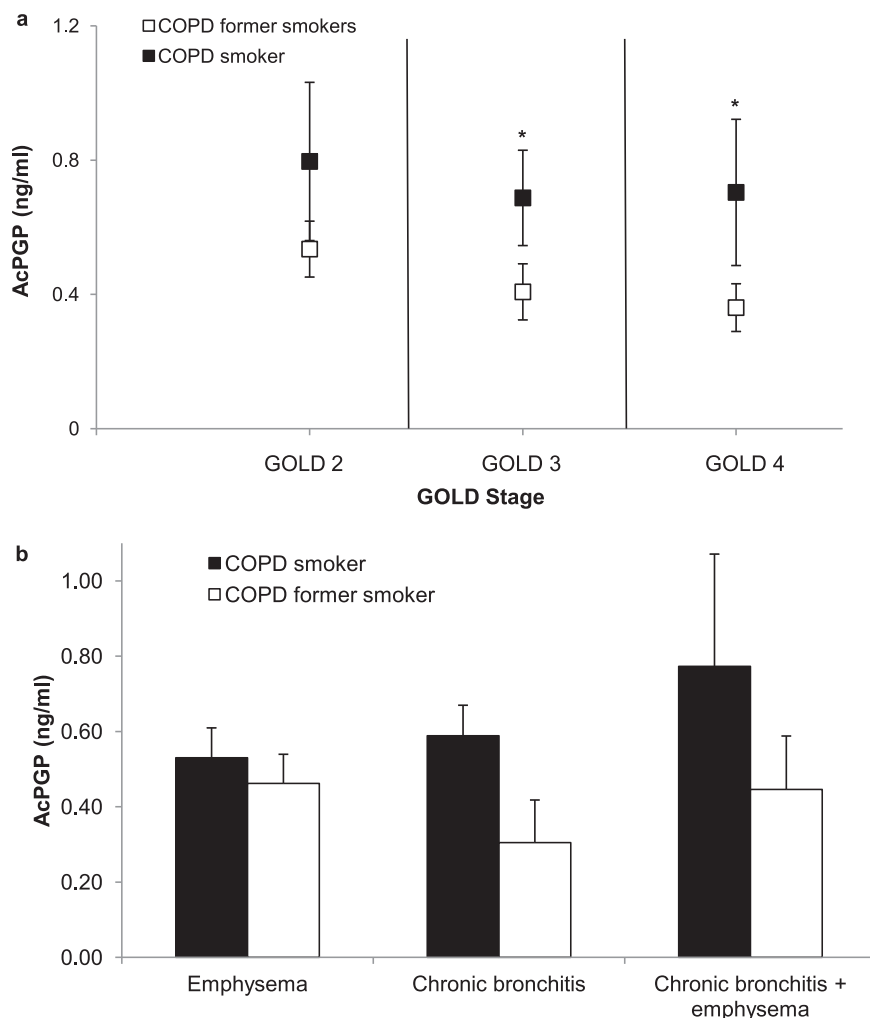 a
1.2
COPD former smokers
COPD smoker
*
*
0.8
0.4
0
AcPGP (ng/ml)
GOLD 2
GOLD 3
GOLD 4
GOLD Stage
b
COPD smoker
COPD former smoker
1.00
0.80
0.60
0.40
0.20
0.00
AcPGP (ng/ml)
Emphysema
Chronic bronchitis
Chronic bronchitis +
emphysema